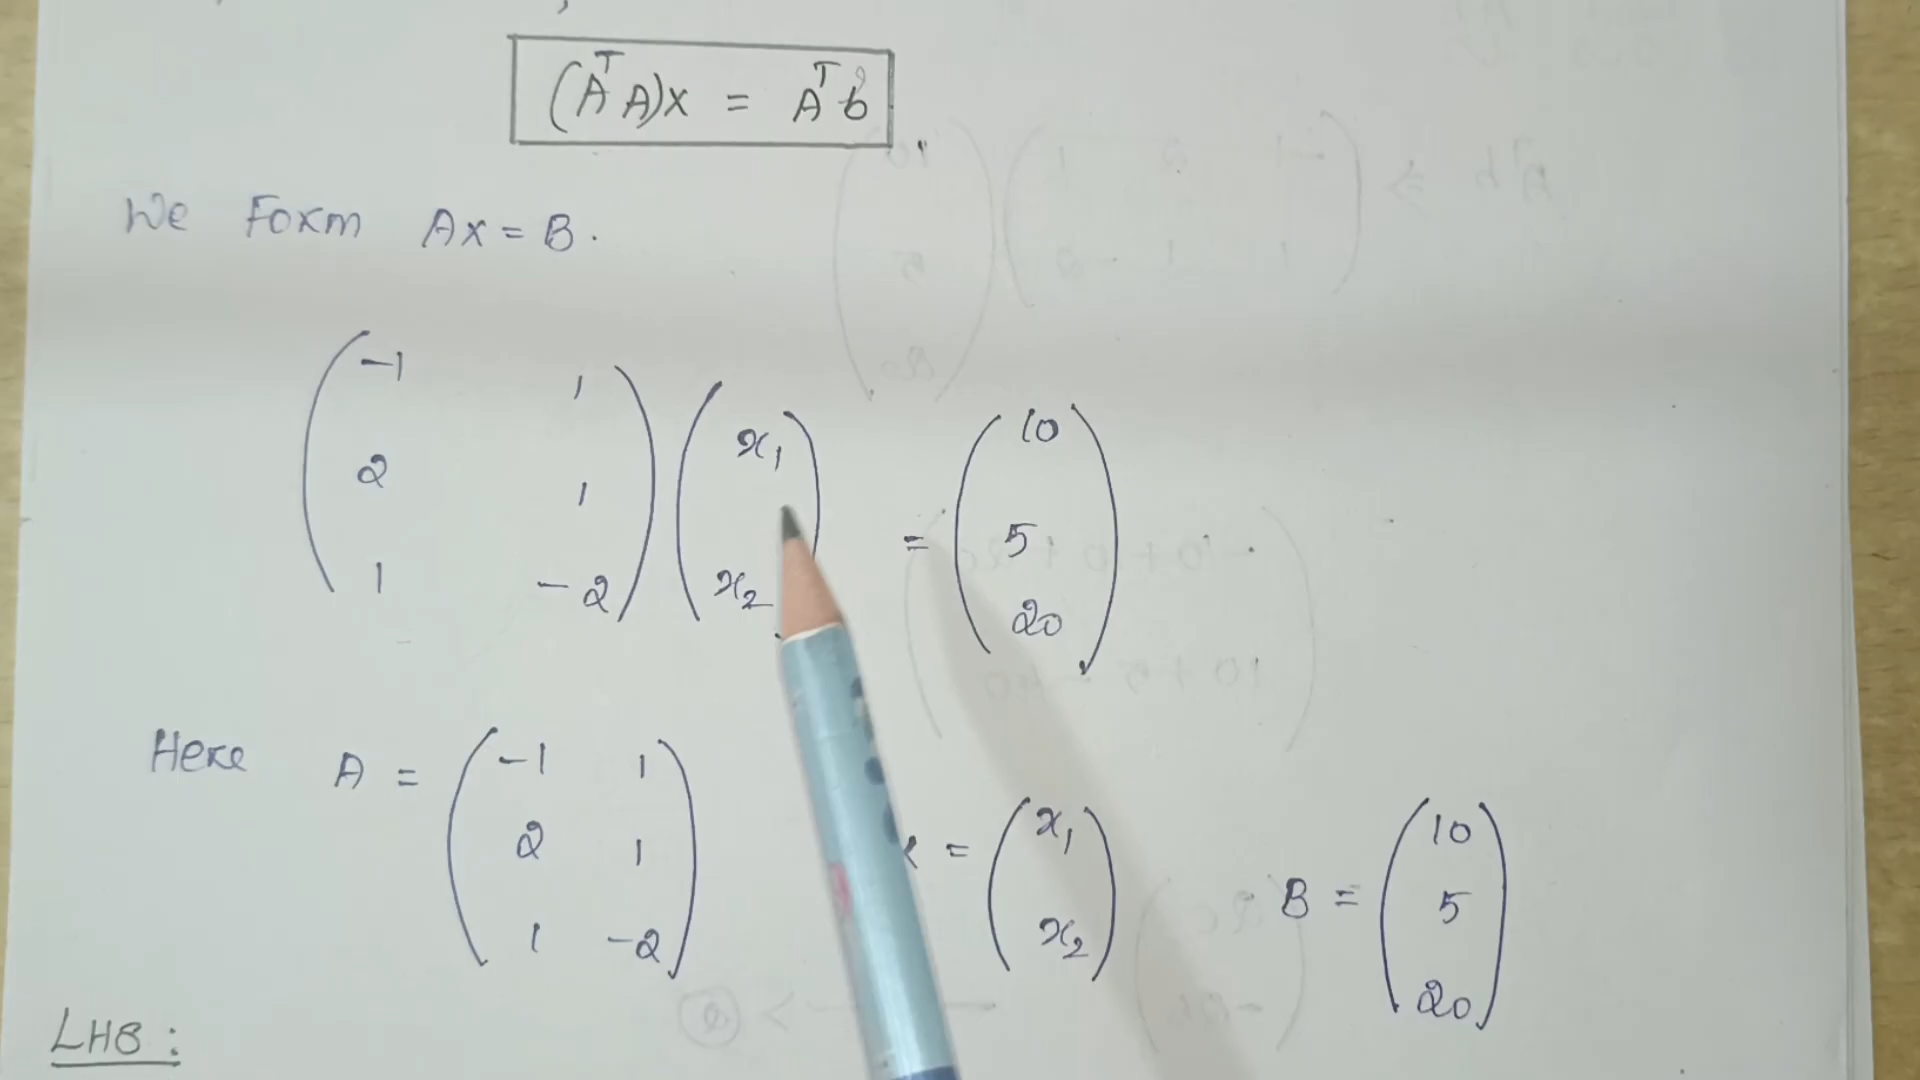 (AᵀA)x = Aᵀb
We Form Ax = B.
(-1 1
2 1
1 -2) (x₁
x₂) = (10
5
20)
Here A = (-1 1
2 1
1 -2)
= (x₁
x₂)
B = (10
5
20)
LHS: